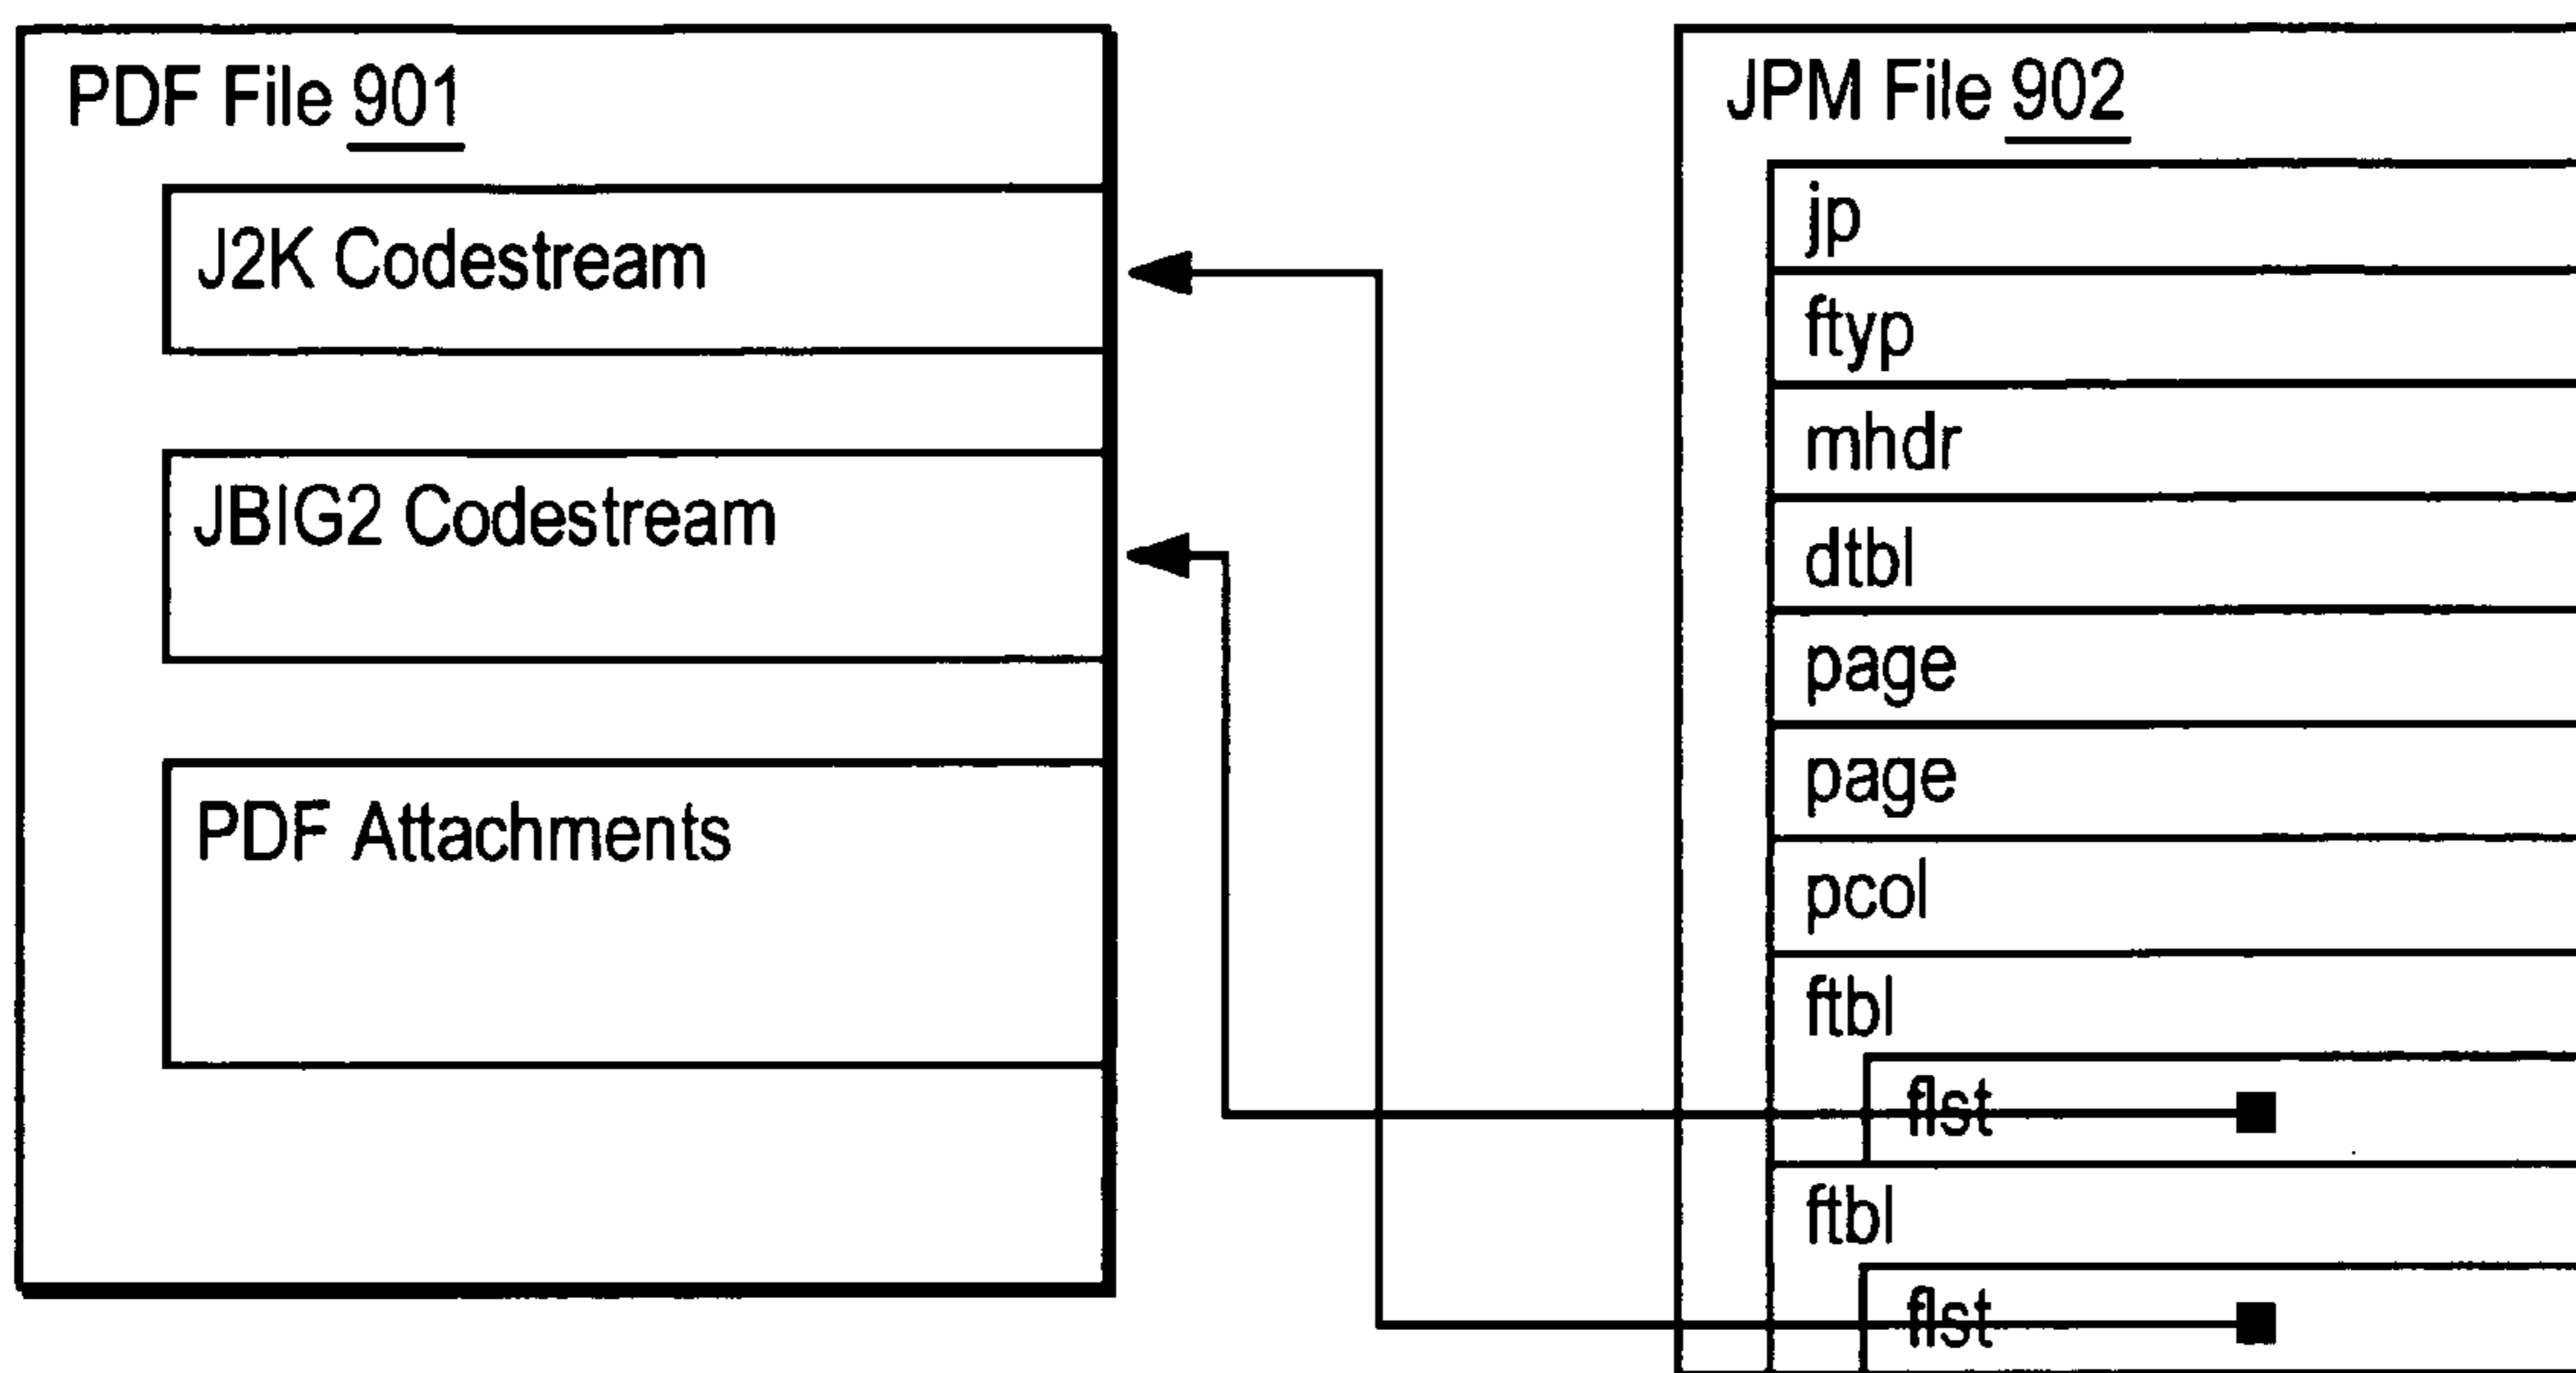 PDF File 901
J2K Codestream
JBIG2 Codestream
PDF Attachments
JPM File 902
jp
ftyp
mhdr
dtbl
page
page
pcol
ftbl
flst
ftbl
flst